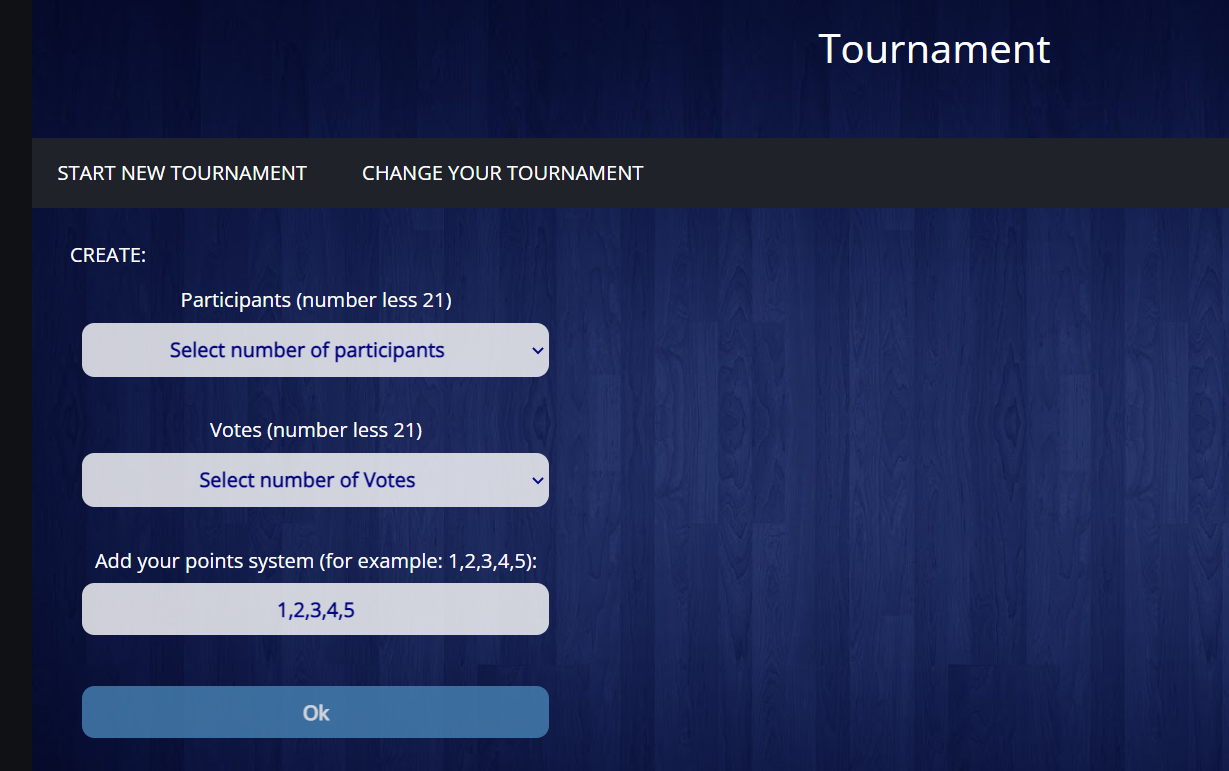 Tournament
START NEW TOURNAMENT CHANGE YOUR TOURNAMENT
CREATE:
Participants (number less 21)
Select number of participants
Votes (number less 21)
Select number of Votes
Add your points system (for example: 1,2,3,4,5):
1,2,3,4,5
Ok